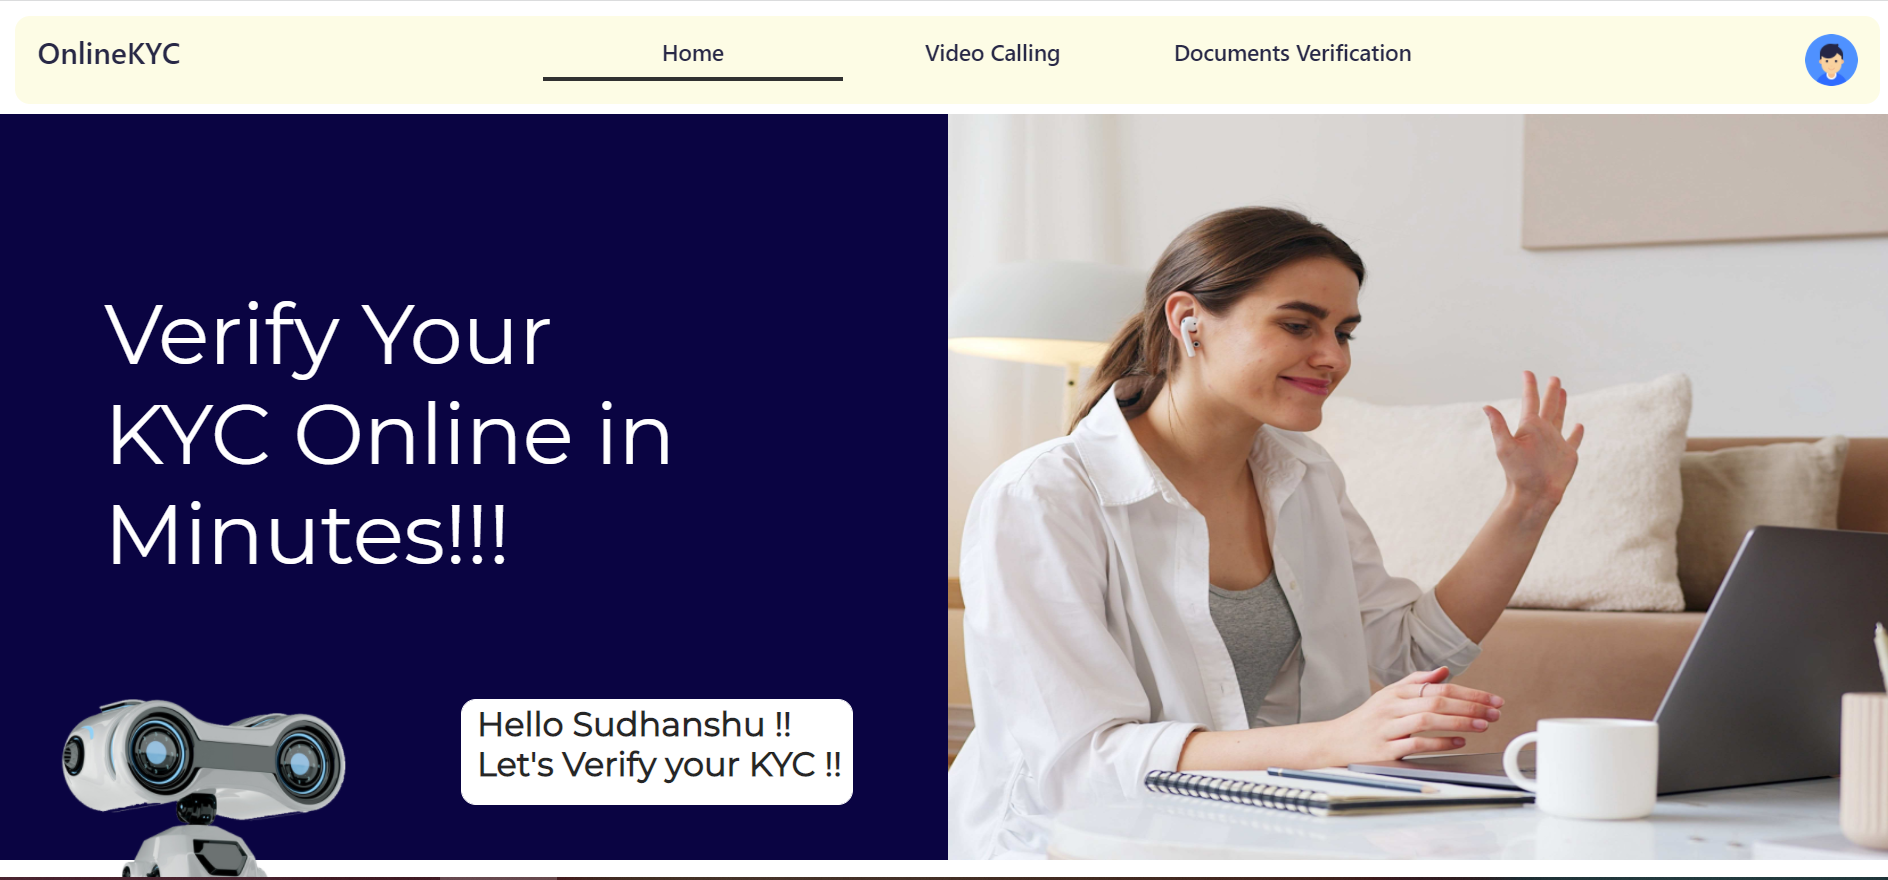 OnlineKYC
Home
Video Calling
Documents Verification
Verify Your
KYC Online in
Minutes!!!
Hello Sudhanshu !!
Let's Verify your KYC !!